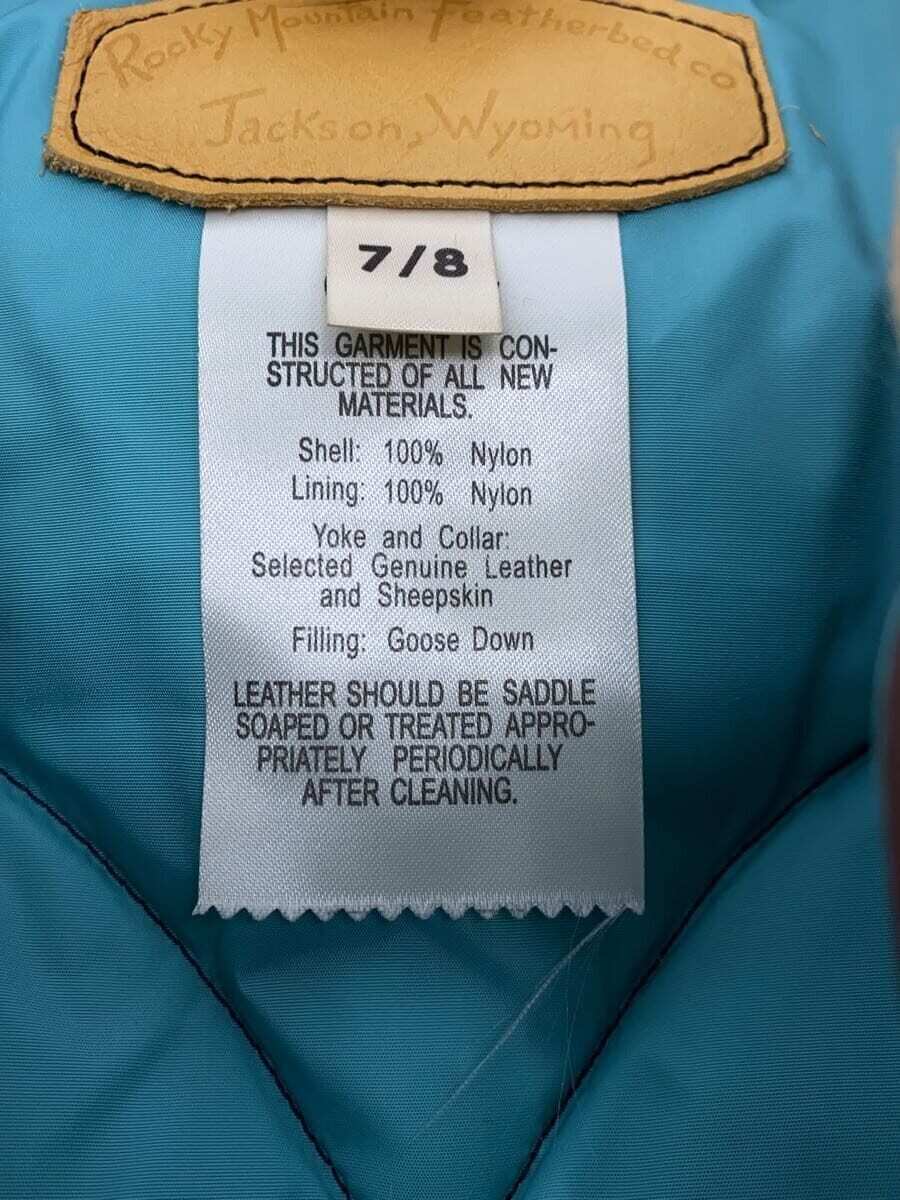 Rocky Mountain Featherbed co
Jackson, Wyoming
7/8
THIS GARMENT IS CON-
STRUCTED OF ALL NEW
MATERIALS.
Shell: 100% Nylon
Lining: 100% Nylon
Yoke and Collar:
Selected Genuine Leather
and Sheepskin
Filling: Goose Down
LEATHER SHOULD BE SADDLE
SOAPED OR TREATED APPRO-
PRIATELY PERIODICALLY
AFTER CLEANING.